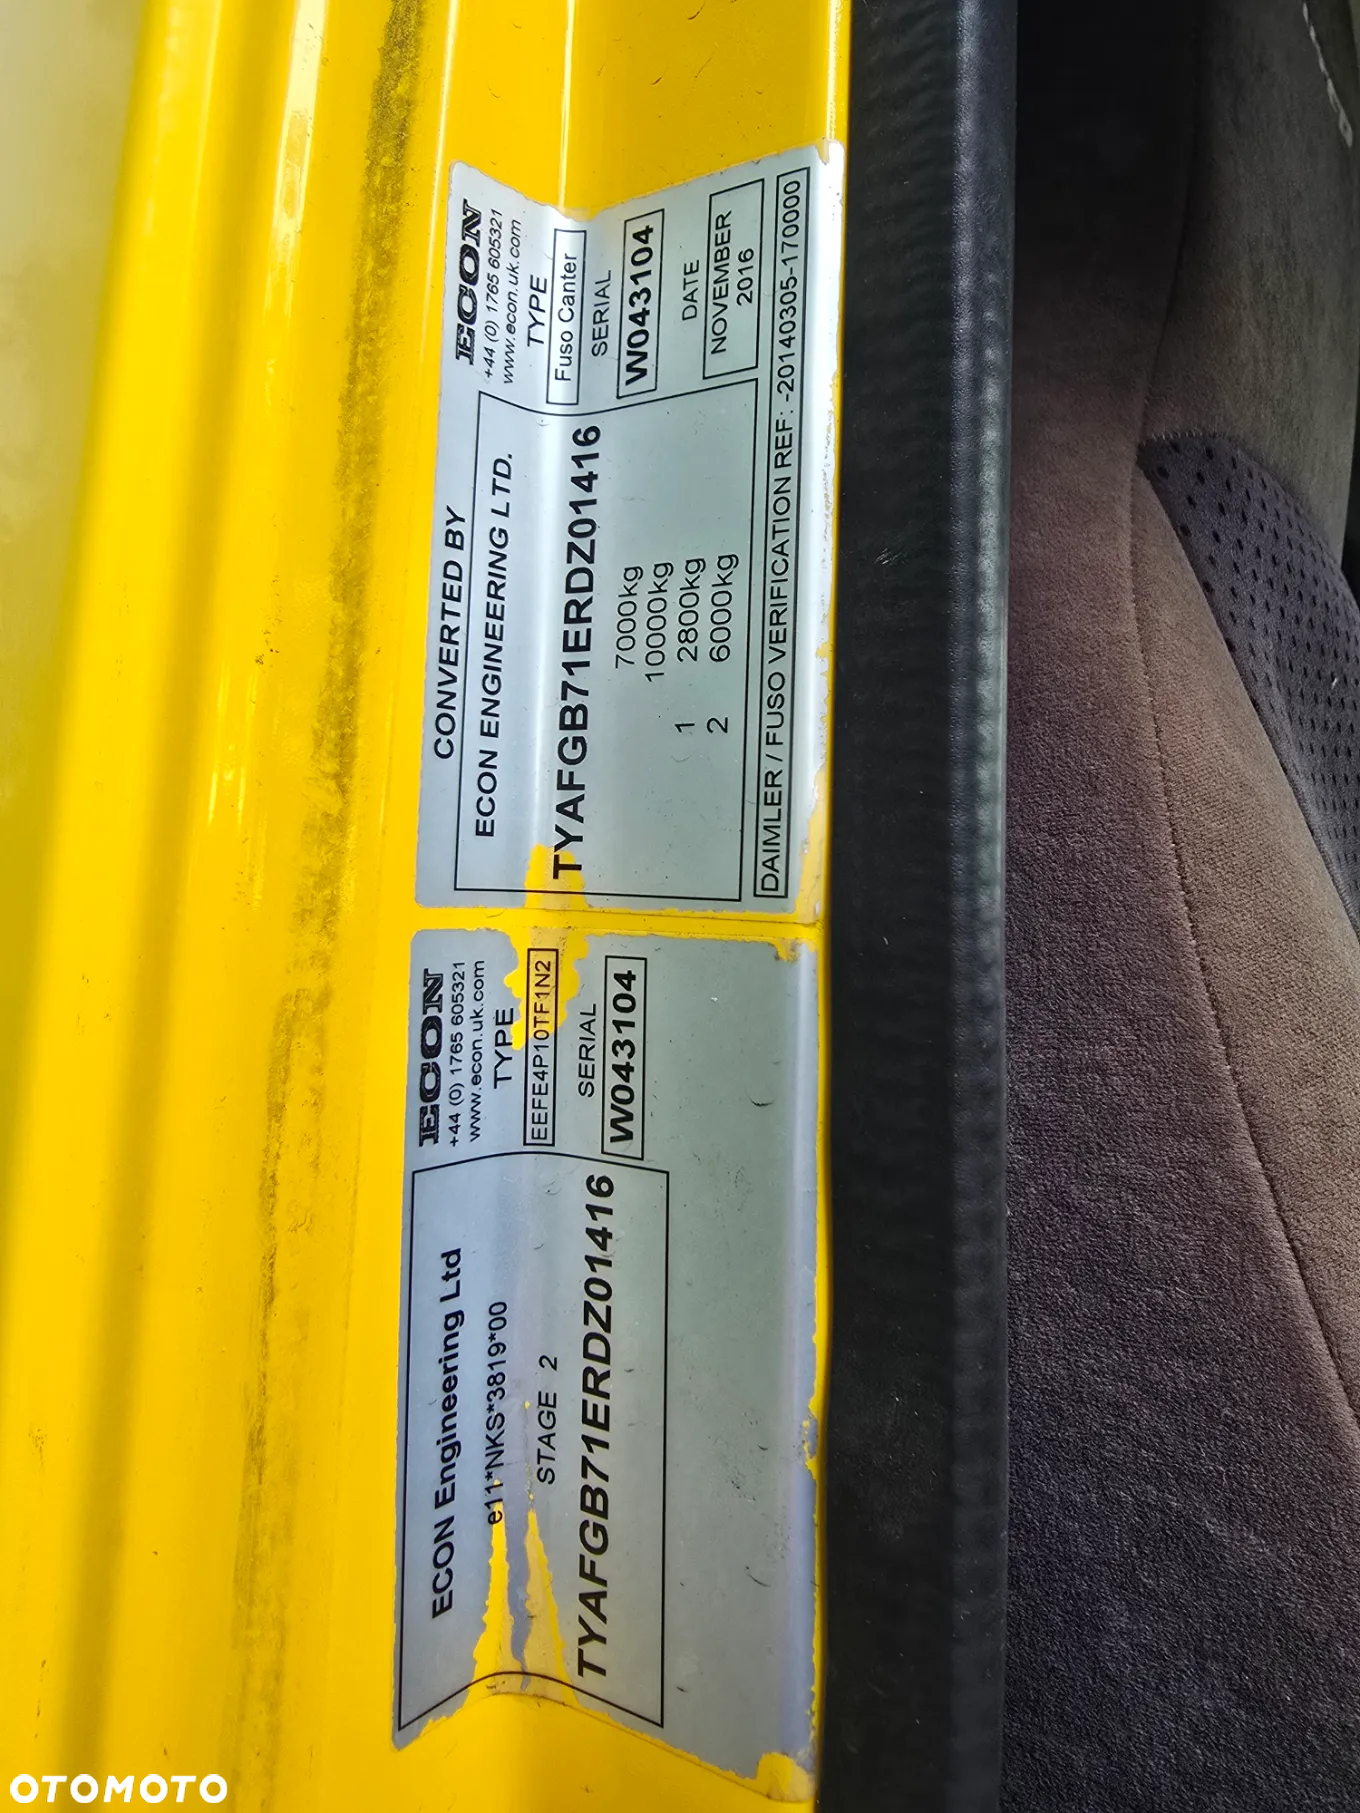 CONVERTED BY
ECON
+44 (0) 1765 605321
www.econ.uk.com
ECON ENGINEERING LTD.
TYPE
Fuso Canter
TYAFGB71ERDZ01416
SERIAL
W043104
7000kg
10000kg
1 2800kg
2 6000kg
DATE
NOVEMBER
2016
DAIMLER / FUSO VERIFICATION REF: -20140305-170000
ECON
+44 (0) 1765 605321
www.econ.uk.com
ECON Engineering Ltd
TYPE
EEFE4P10TF1N2
e11*NKS*3819*00
STAGE 2
SERIAL
W043104
TYAFGB71ERDZ01416
OTOMOTO